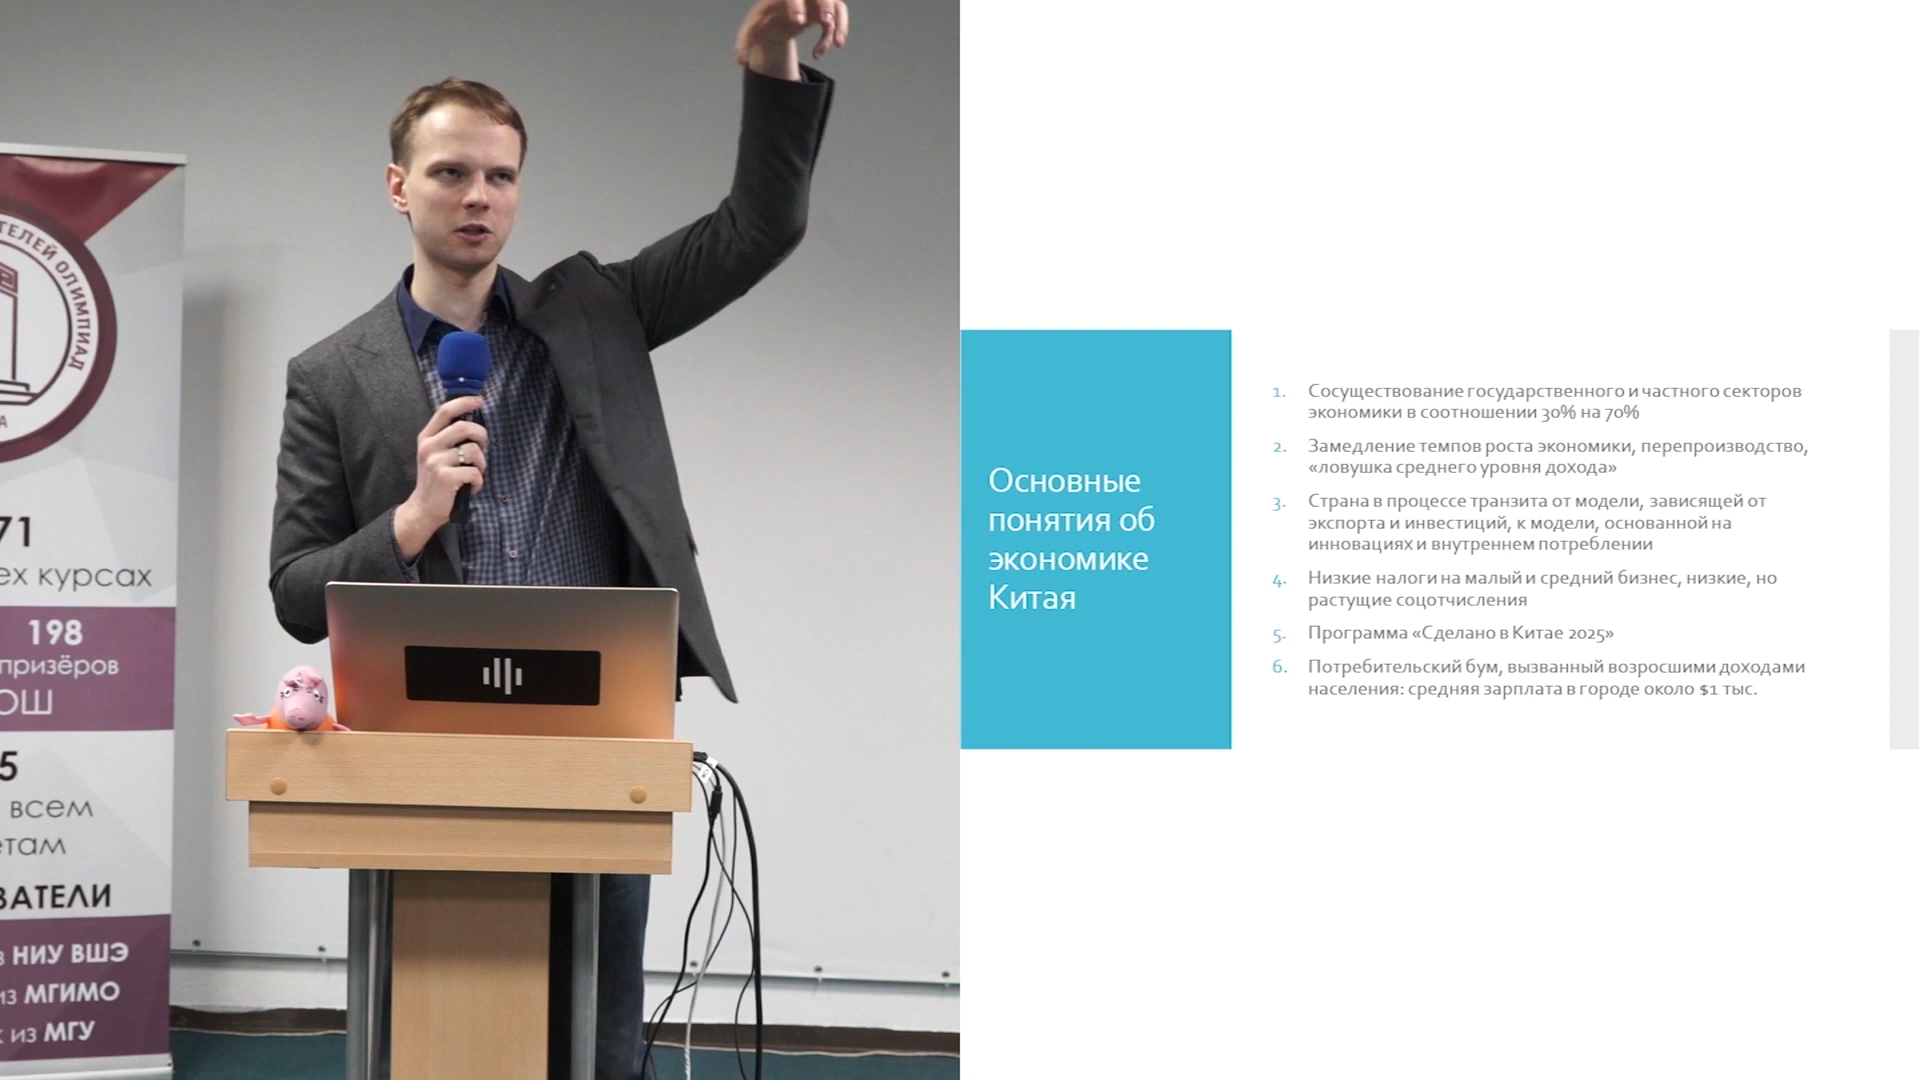 ТЕЛЕЙ ОЛИМПИАД
71
ех курсах
198
призёров
ОШ
5
всем
етам
ВАТЕЛИ
в НИУ ВШЭ
из МГИМО
к из МГУ
Основные
понятия об
экономике
Китая
1. Сосуществование государственного и частного секторов
экономики в соотношении 30% на 70%
2. Замедление темпов роста экономики, перепроизводство,
«ловушка среднего уровня дохода»
3. Страна в процессе транзита от модели, зависящей от
экспорта и инвестиций, к модели, основанной на
инновациях и внутреннем потреблении
4. Низкие налоги на малый и средний бизнес, низкие, но
растущие соцотчисления
5. Программа «Сделано в Китае 2025»
6. Потребительский бум, вызванный возросшими доходами
населения: средняя зарплата в городе около $1 тыс.